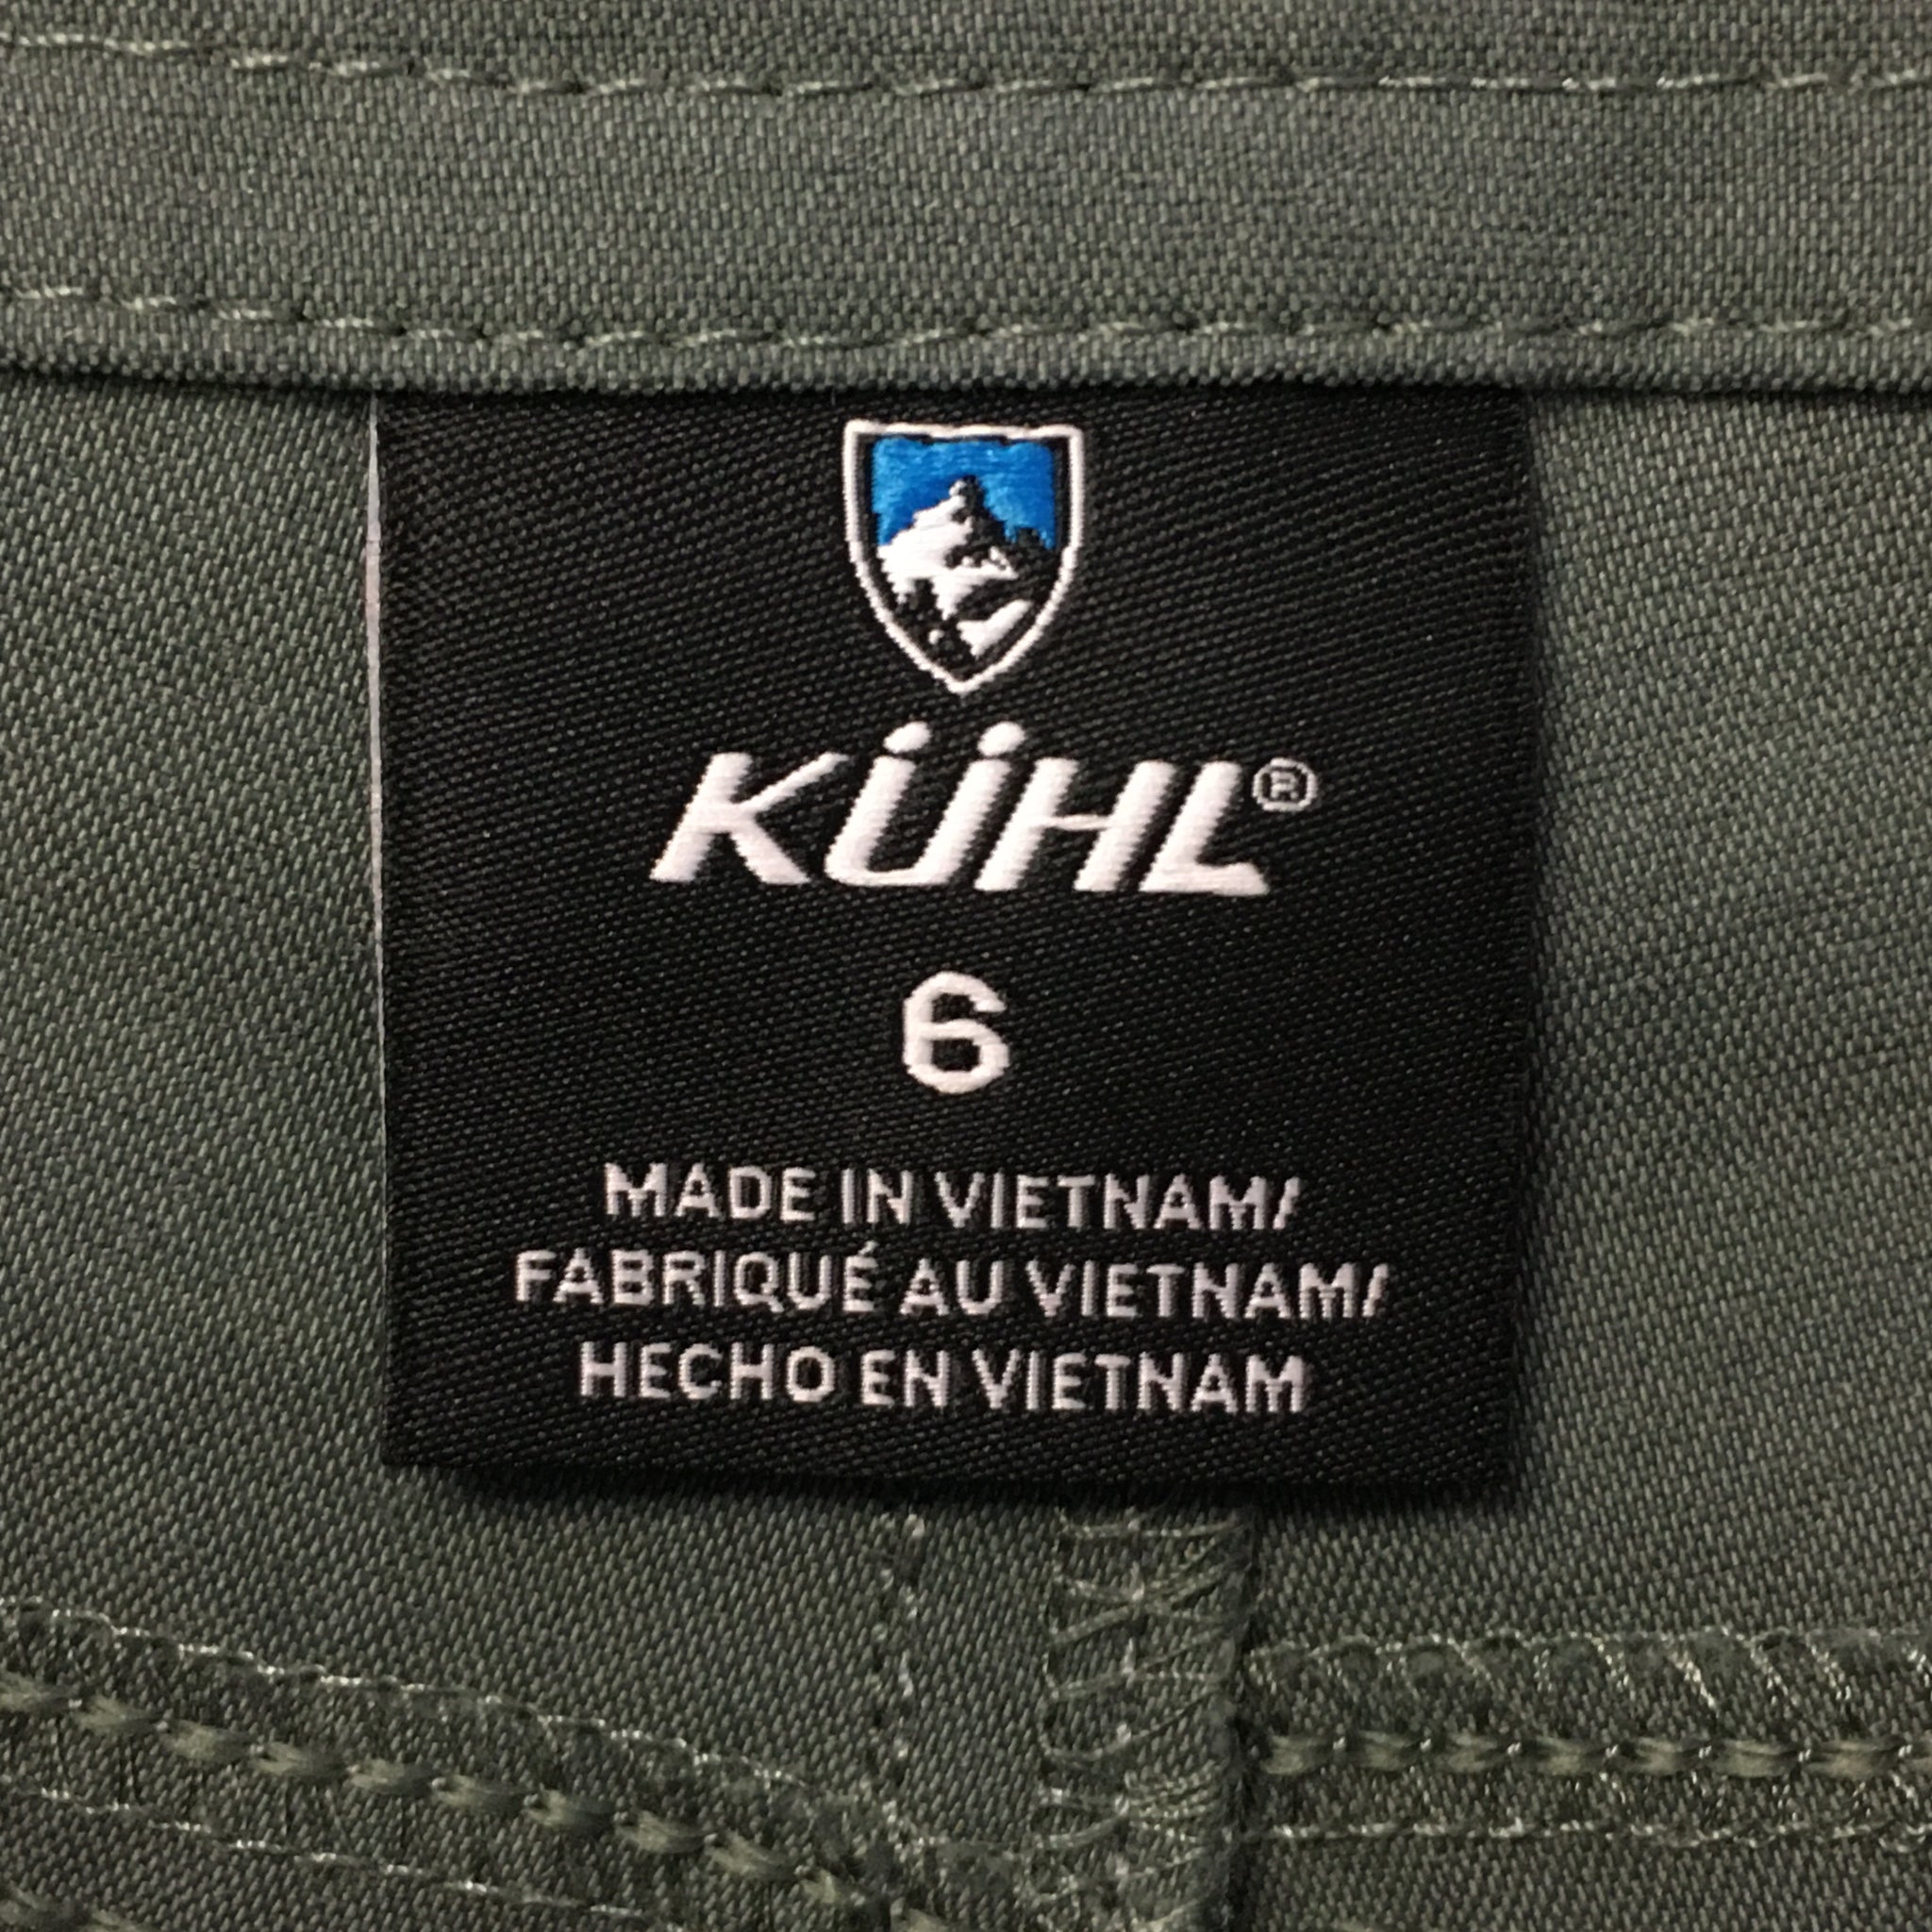 KÜHL®
6
MADE IN VIETNAM/
FABRIQUÉ AU VIETNAM/
HECHO EN VIETNAM